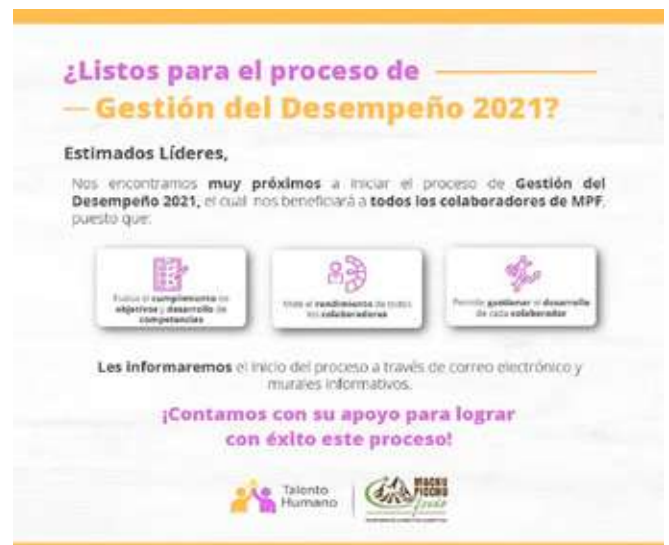 ¿Listos para el proceso de
Gestión del Desempeño 2021?
Estimados Líderes,
Nos encontramos muy próximos a iniciar el proceso de Gestión del
Desempeño 2021, el cuál nos beneficiará a todos los colaboradores de MPF,
puesto que:
Evalúa el cumplimiento de
objetivos y desarrollo de
competencias
Mide el rendimiento de todos
los colaboradores
Permite gestionar el desarrollo
de cada colaborador
Les informaremos el inicio del proceso a través de correo electrónico y
murales informativos.
¡Contamos con su apoyo para lograr
con éxito este proceso!
Talento
Humano
MACHU
PICCHU
foods